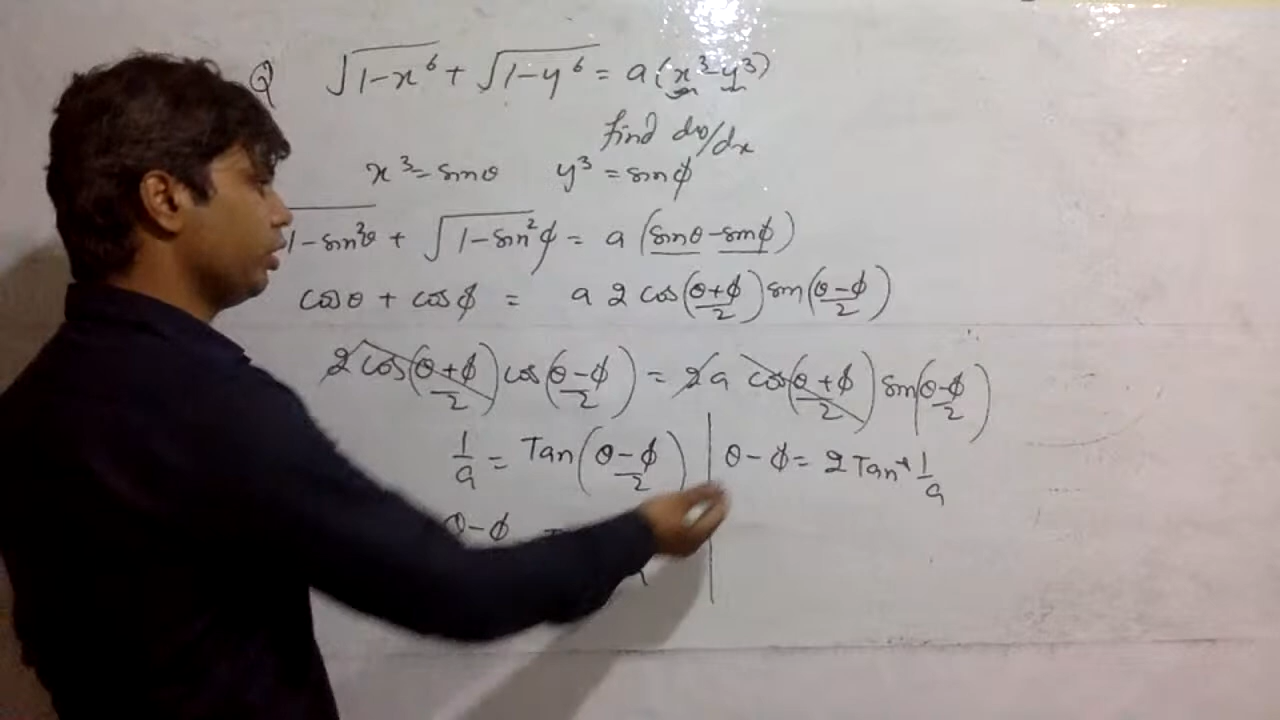 Q √1-x⁶ + √1-y⁶ = a(x³-y³)
find dy/dx
x³ = sinθ y³ = sinϕ
1-sin²θ + √1-sin²ϕ = a (sinθ - sinϕ)
cosθ + cosϕ = a 2 cos(θ+ϕ/2) sin(θ-ϕ/2)
2 cos(θ+ϕ/2) cos(θ-ϕ/2) = 2a cos(θ+ϕ/2) sin(θ-ϕ/2)
1/a = Tan(θ-ϕ/2) | θ-ϕ = 2 Tan⁻¹ 1/a
θ-ϕ